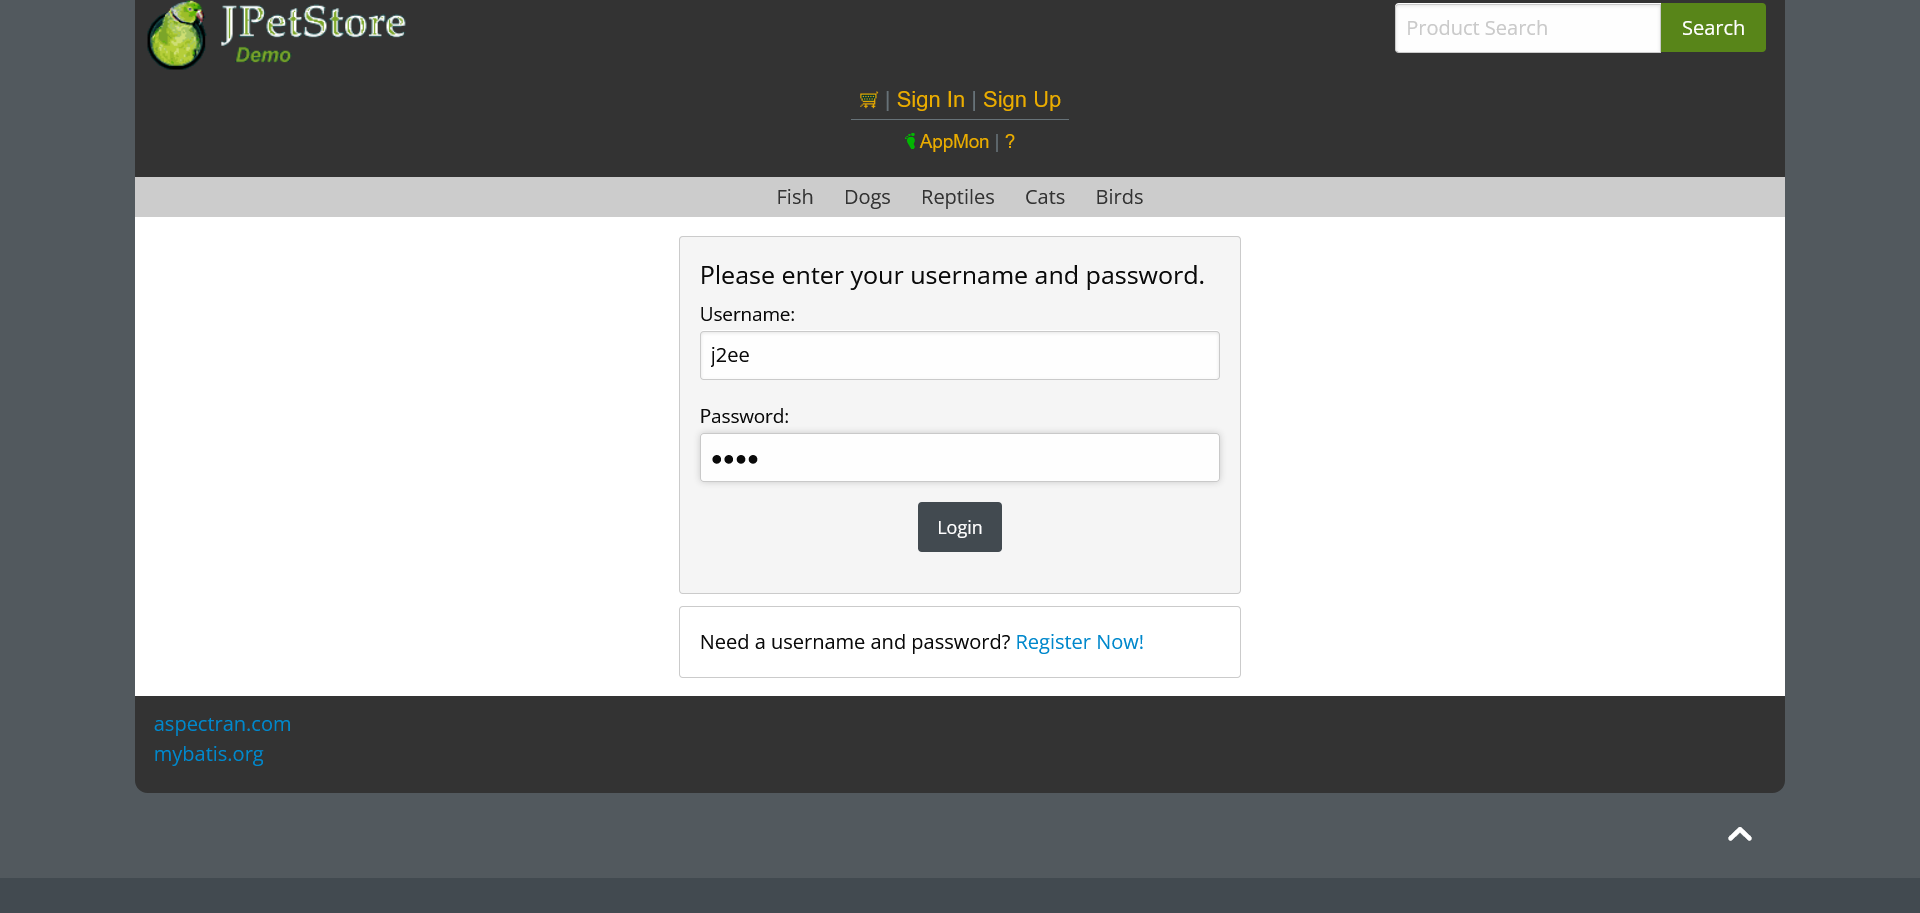 JPetStore
Demo
Product Search
Search
| Sign In | Sign Up
AppMon | ?
Fish Dogs Reptiles Cats Birds
Please enter your username and password.
Username:
j2ee
Password:
••••
Login
Need a username and password? Register Now!
aspectran.com
mybatis.org